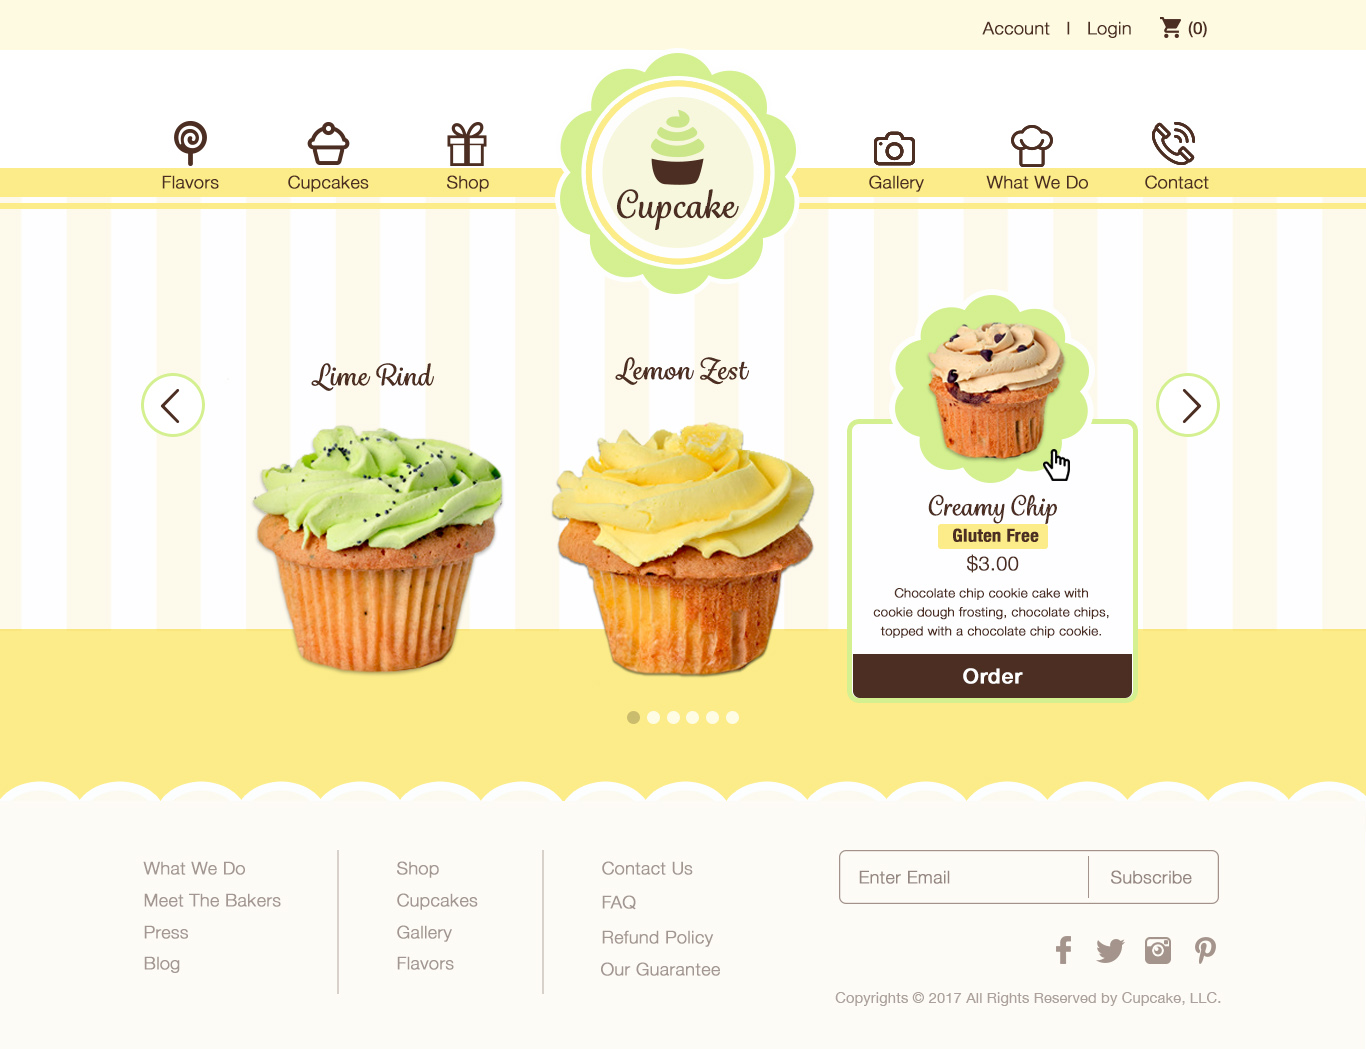 Account | Login (0)
Flavors
Cupcakes
Shop
Cupcake
Gallery
What We Do
Contact
Lime Rind
Lemon Zest
Creamy Chip
Gluten Free
$3.00
Chocolate chip cookie cake with
cookie dough frosting, chocolate chips,
topped with a chocolate chip cookie.
Order
What We Do
Meet The Bakers
Press
Blog
Shop
Cupcakes
Gallery
Flavors
Contact Us
FAQ
Refund Policy
Our Guarantee
Enter Email
Subscribe
Copyrights © 2017 All Rights Reserved by Cupcake, LLC.